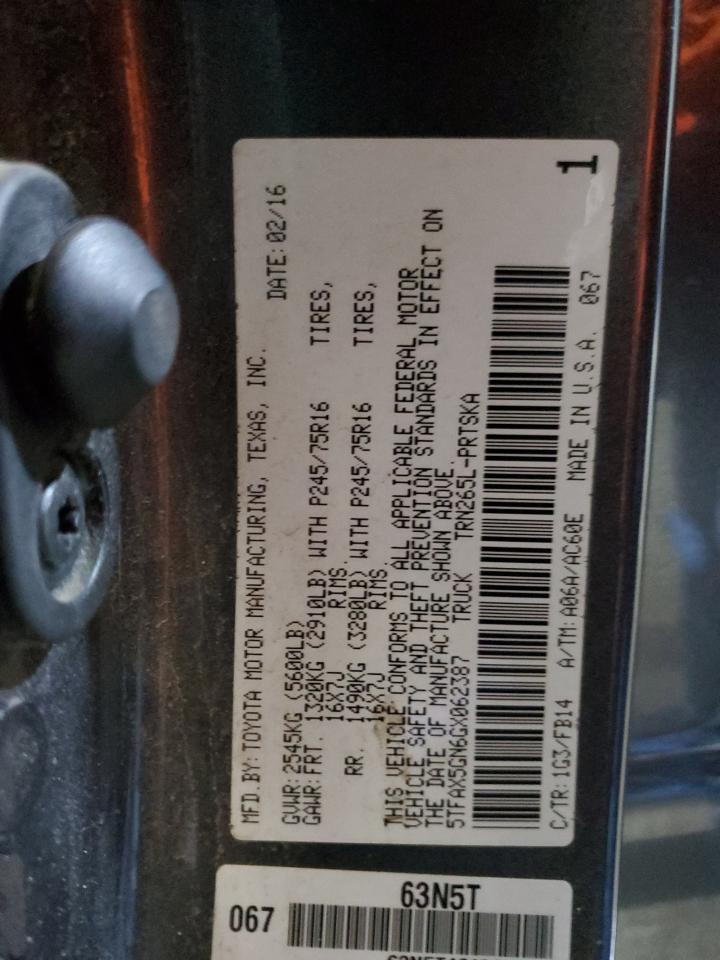 MFD.BY:TOYOTA MOTOR MANUFACTURING, TEXAS, INC.
DATE:02/16
GVWR:2545KG (5600LB)
GAWR:FRT. 1320KG (2910LB) WITH P245/75R16 TIRES,
16X7J RIMS.
RR. 1490KG (3280LB) WITH P245/75R16 TIRES,
16X7J RIMS.
THIS VEHICLE CONFORMS TO ALL APPLICABLE FEDERAL MOTOR
VEHICLE SAFETY AND THEFT PREVENTION STANDARDS IN EFFECT ON
THE DATE OF MANUFACTURE SHOWN ABOVE.
5TFAX5GN6GX062387 TRUCK TRN265L-PRTSKA
1
C/TR:1G3/FB14 A/TM:A06A/AC60E MADE IN U.S.A. 067
63N5T
067